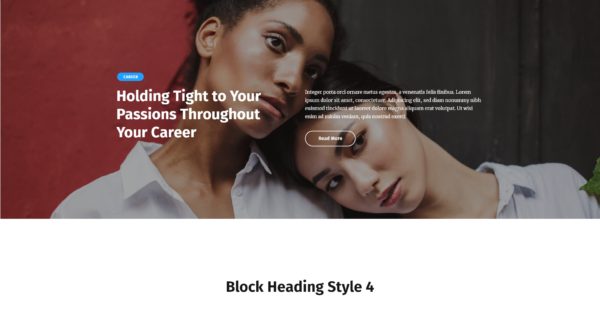 CAREER
Holding Tight to Your
Passions Throughout
Your Career
Integer porta orci ornare metus egestas, a venenatis felis finibus. Lorem
ipsum dolor sit amet, consectetuer. Adipiscing elit, sed diam nonummy nibh
euismod tincidunt ut laoreet dolore magna aliquam erat volutpat. Ut wisi
enim ad minim veniam, quis nostrud exerci
Read More
Block Heading Style 4